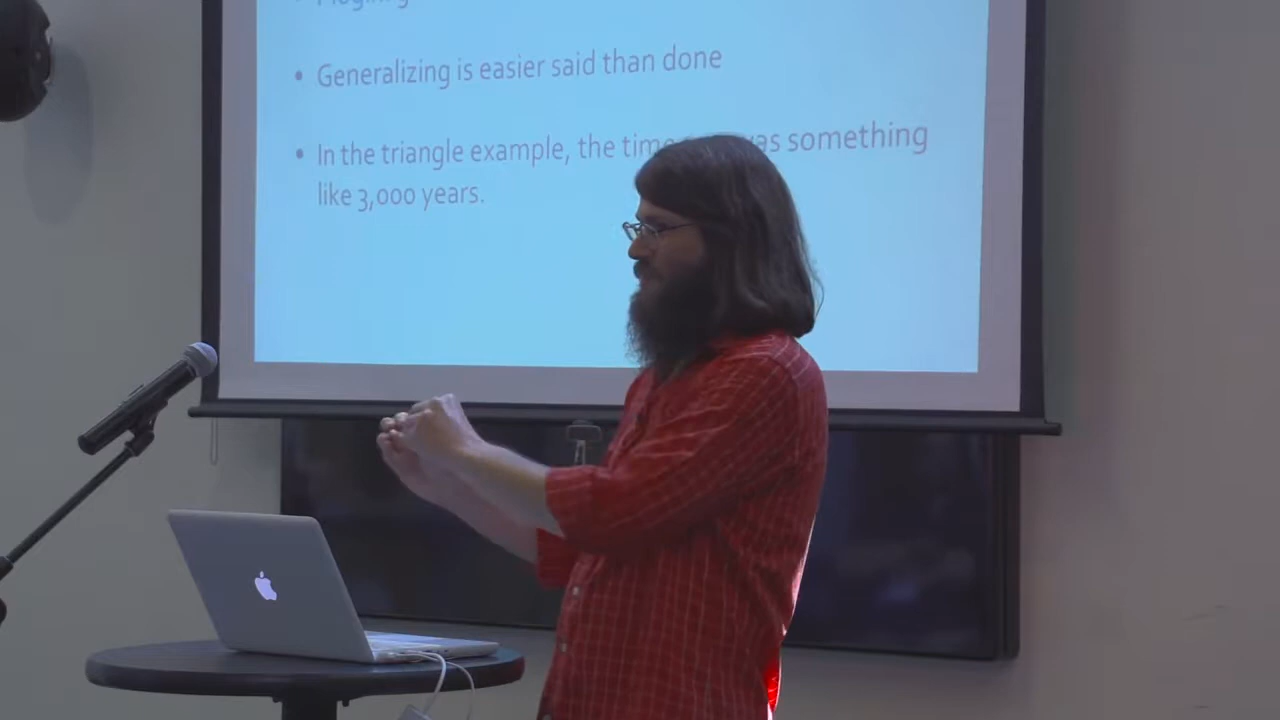 • Generalizing is easier said than done
• In the triangle example, the time was something
like 3,000 years.